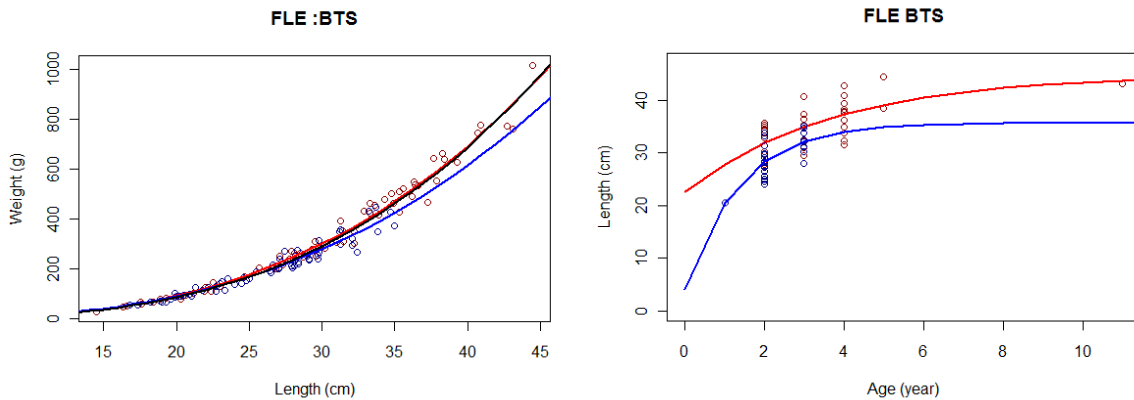 FLE :BTS
Weight (g)
0 200 400 600 800 1000
15 20 25 30 35 40 45
Length (cm)
FLE BTS
Length (cm)
0 10 20 30 40
0 2 4 6 8 10
Age (year)